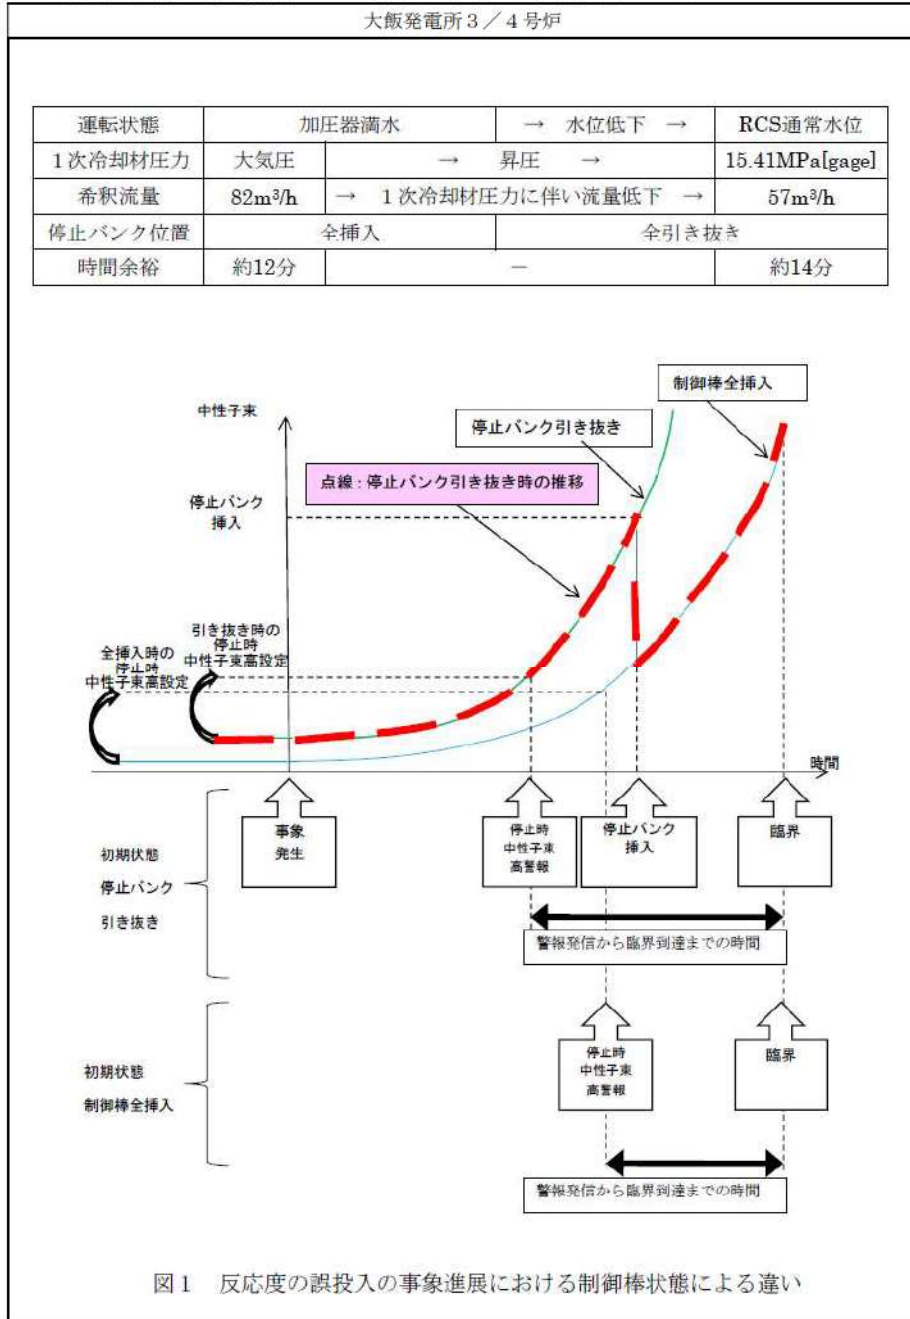 大飯発電所３／４号炉
運転状態 加圧器満水 → 水位低下 → RCS通常水位
１次冷却材圧力 大気圧 → 昇圧 → 15.41MPa[gage]
希釈流量 82m³/h → １次冷却材圧力に伴い流量低下 → 57m³/h
停止バンク位置 全挿入 全引き抜き
時間余裕 約12分 － 約14分
制御棒全挿入
中性子束
停止バンク引き抜き
点線：停止バンク引き抜き時の推移
停止バンク
挿入
引き抜き時の
停止時
中性子束高設定
全挿入時の
停止時
中性子束高設定
時間
事象
発生
停止時
中性子束
高警報
停止バンク
挿入
臨界
初期状態
停止バンク
引き抜き
警報発信から臨界到達までの時間
停止時
中性子束
高警報
臨界
初期状態
制御棒全挿入
警報発信から臨界到達までの時間
図１ 反応度の誤投入の事象進展における制御棒状態による違い